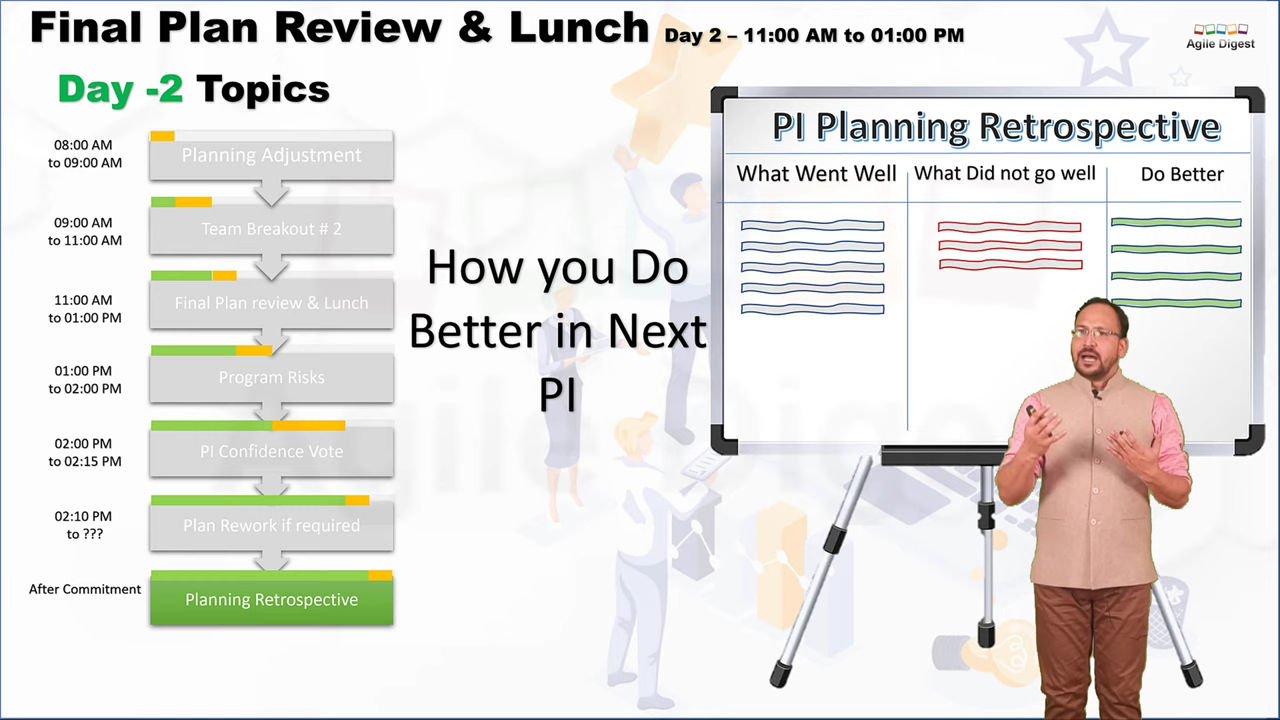 Final Plan Review & Lunch Day 2 – 11:00 AM to 01:00 PM
Agile Digest
Day -2 Topics
08:00 AM
to 09:00 AM
Planning Adjustment
09:00 AM
to 11:00 AM
Team Breakout # 2
11:00 AM
to 01:00 PM
Final Plan review & Lunch
01:00 PM
to 02:00 PM
Program Risks
02:00 PM
to 02:15 PM
PI Confidence Vote
02:10 PM
to ???
Plan Rework if required
After Commitment
Planning Retrospective
How you Do
Better in Next
PI
PI Planning Retrospective
What Went Well
What Did not go well
Do Better
Agile Digest